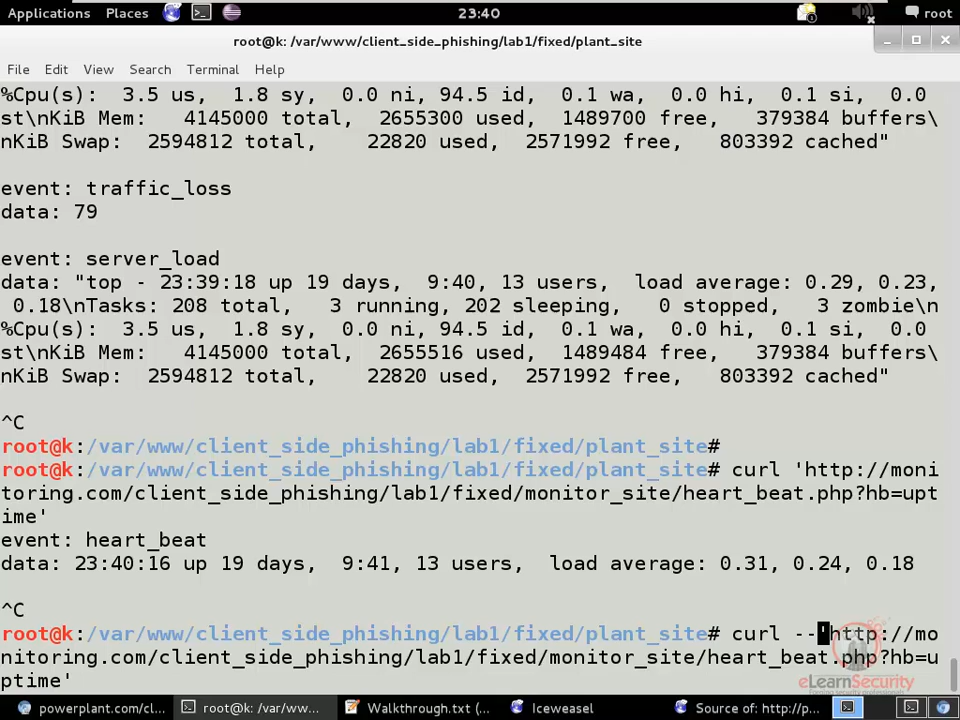 Applications Places 23:40 root
root@k: /var/www/client_side_phishing/lab1/fixed/plant_site
File Edit View Search Terminal Help
%Cpu(s):  3.5 us,  1.8 sy,  0.0 ni, 94.5 id,  0.1 wa,  0.0 hi,  0.1 si,  0.0
st\nKiB Mem:   4145000 total,  2655300 used,  1489700 free,   379384 buffers\
nKiB Swap:  2594812 total,    22820 used,  2571992 free,   803392 cached"
event: traffic_loss
data: 79
event: server_load
data: "top - 23:39:18 up 19 days,  9:40, 13 users,  load average: 0.29, 0.23,
 0.18\nTasks: 208 total,   3 running, 202 sleeping,   0 stopped,   3 zombie\n
%Cpu(s):  3.5 us,  1.8 sy,  0.0 ni, 94.5 id,  0.1 wa,  0.0 hi,  0.1 si,  0.0
st\nKiB Mem:   4145000 total,  2655516 used,  1489484 free,   379384 buffers\
nKiB Swap:  2594812 total,    22820 used,  2571992 free,   803392 cached"
^C
root@k:/var/www/client_side_phishing/lab1/fixed/plant_site#
root@k:/var/www/client_side_phishing/lab1/fixed/plant_site# curl 'http://moni
toring.com/client_side_phishing/lab1/fixed/monitor_site/heart_beat.php?hb=upt
ime'
event: heart_beat
data: 23:40:16 up 19 days,  9:41, 13 users,  load average: 0.31, 0.24, 0.18
^C
root@k:/var/www/client_side_phishing/lab1/fixed/plant_site# curl --'http://mo
nitoring.com/client_side_phishing/lab1/fixed/monitor_site/heart_beat.php?hb=u
ptime'
eLearnSecurity
powerplant.com/cl... root@k: /var/ww... Walkthrough.txt (... Iceweasel Source of: http://p...